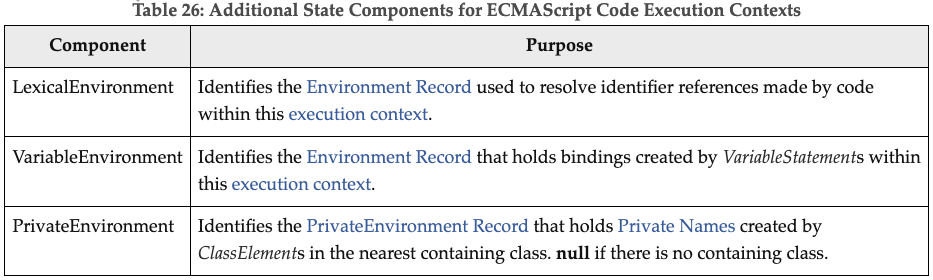 Table 26: Additional State Components for ECMAScript Code Execution Contexts
Component
Purpose
LexicalEnvironment
Identifies the Environment Record used to resolve identifier references made by code
within this execution context.
VariableEnvironment
Identifies the Environment Record that holds bindings created by VariableStatements within
this execution context.
PrivateEnvironment
Identifies the PrivateEnvironment Record that holds Private Names created by
ClassElements in the nearest containing class. null if there is no containing class.